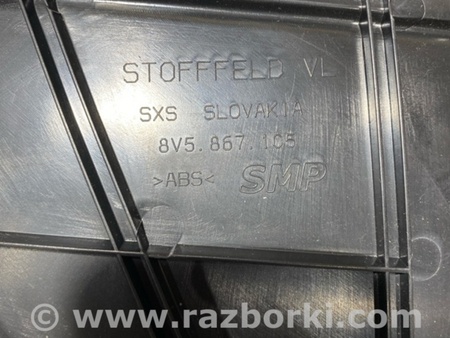 STOFFFELD VL
SXS SLOVAKIA
8V5.867.105
>ABS< SMP
© www.razborki.com